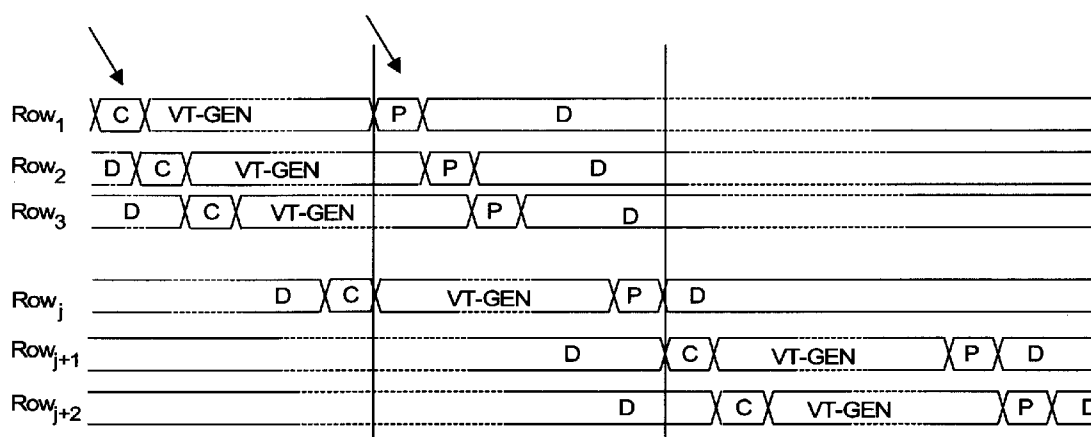 Row1 C VT-GEN P D
Row2 D C VT-GEN P D
Row3 D C VT-GEN P D
Rowj D C VT-GEN P D
Rowj+1 D C VT-GEN P D
Rowj+2 D C VT-GEN P D